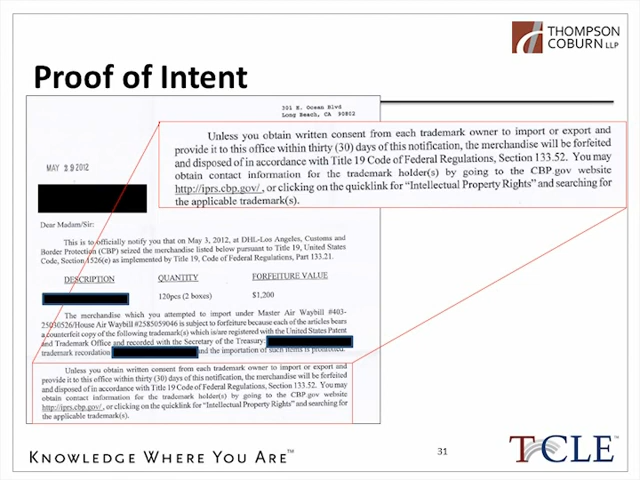 THOMPSON
COBURN LLP
Proof of Intent
301 E. Ocean Blvd
Long Beach, CA 90802
Unless you obtain written consent from each trademark owner to import or export and
provide it to this office within thirty (30) days of this notification, the merchandise will be forfeited
and disposed of in accordance with Title 19 Code of Federal Regulations, Section 133.52. You may
obtain contact information for the trademark holder(s) by going to the CBP.gov website
http://iprs.cbp.gov/ , or clicking on the quicklink for "Intellectual Property Rights" and searching for
the applicable trademark(s).
MAY 29 2012
Dear Madam/Sir:
This is to officially notify you that on May 3, 2012, at DHL-Los Angeles, Customs and
Border Protection (CBP) seized the merchandise listed below pursuant to Title 19, United States
Code, Section 1526(e) as implemented by Title 19, Code of Federal Regulations, Part 133.21.
DESCRIPTION QUANTITY FORFEITURE VALUE
120pcs (2 boxes) $1,200
The merchandise which you attempted to import under Master Air Waybill #403-
25030526/House Air Waybill #2585059046 is subject to forfeiture because each of the articles bears
a counterfeit copy of the following trademark(s) which is/are registered with the United States Patent
and Trademark Office and recorded with the Secretary of the Treasury:
trademark recordation and the importation of such items is prohibited.
Unless you obtain written consent from each trademark owner to import or export and
provide it to this office within thirty (30) days of this notification, the merchandise will be forfeited
and disposed of in accordance with Title 19 Code of Federal Regulations, Section 133.52. You may
obtain contact information for the trademark holder(s) by going to the CBP.gov website
http://iprs.cbp.gov/ , or clicking on the quicklink for "Intellectual Property Rights" and searching for
the applicable trademark(s).
KNOWLEDGE WHERE YOU ARE™
31
TCCLE™